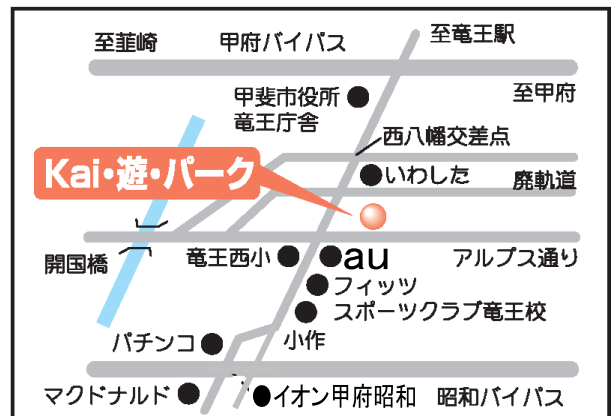 至韮崎
甲府バイパス
至竜王駅
甲斐市役所
竜王庁舎
至甲府
西八幡交差点
Kai・遊・パーク
いわした
廃軌道
開国橋
竜王西小
au
アルプス通り
フィッツ
スポーツクラブ竜王校
パチンコ
小作
マクドナルド
イオン甲府昭和
昭和バイパス